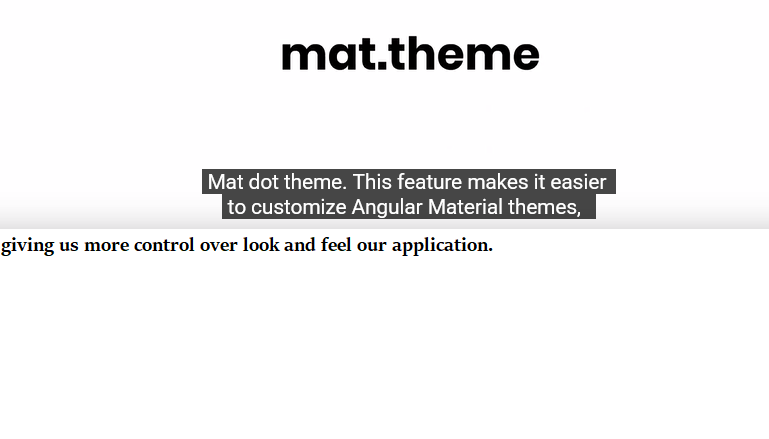 mat.theme
Mat dot theme. This feature makes it easier
to customize Angular Material themes,
giving us more control over look and feel our application.